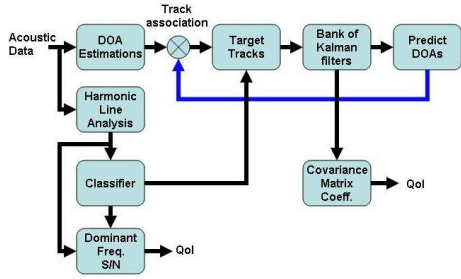 Track
association
Acoustic
Data
DOA
Estimations
Target
Tracks
Bank of
Kalman
filters
Predict
DOAs
Harmonic
Line
Analysis
Classifier
Covariance
Matrix
Coeff.
QoI
Dominant
Freq.
S/N
QoI